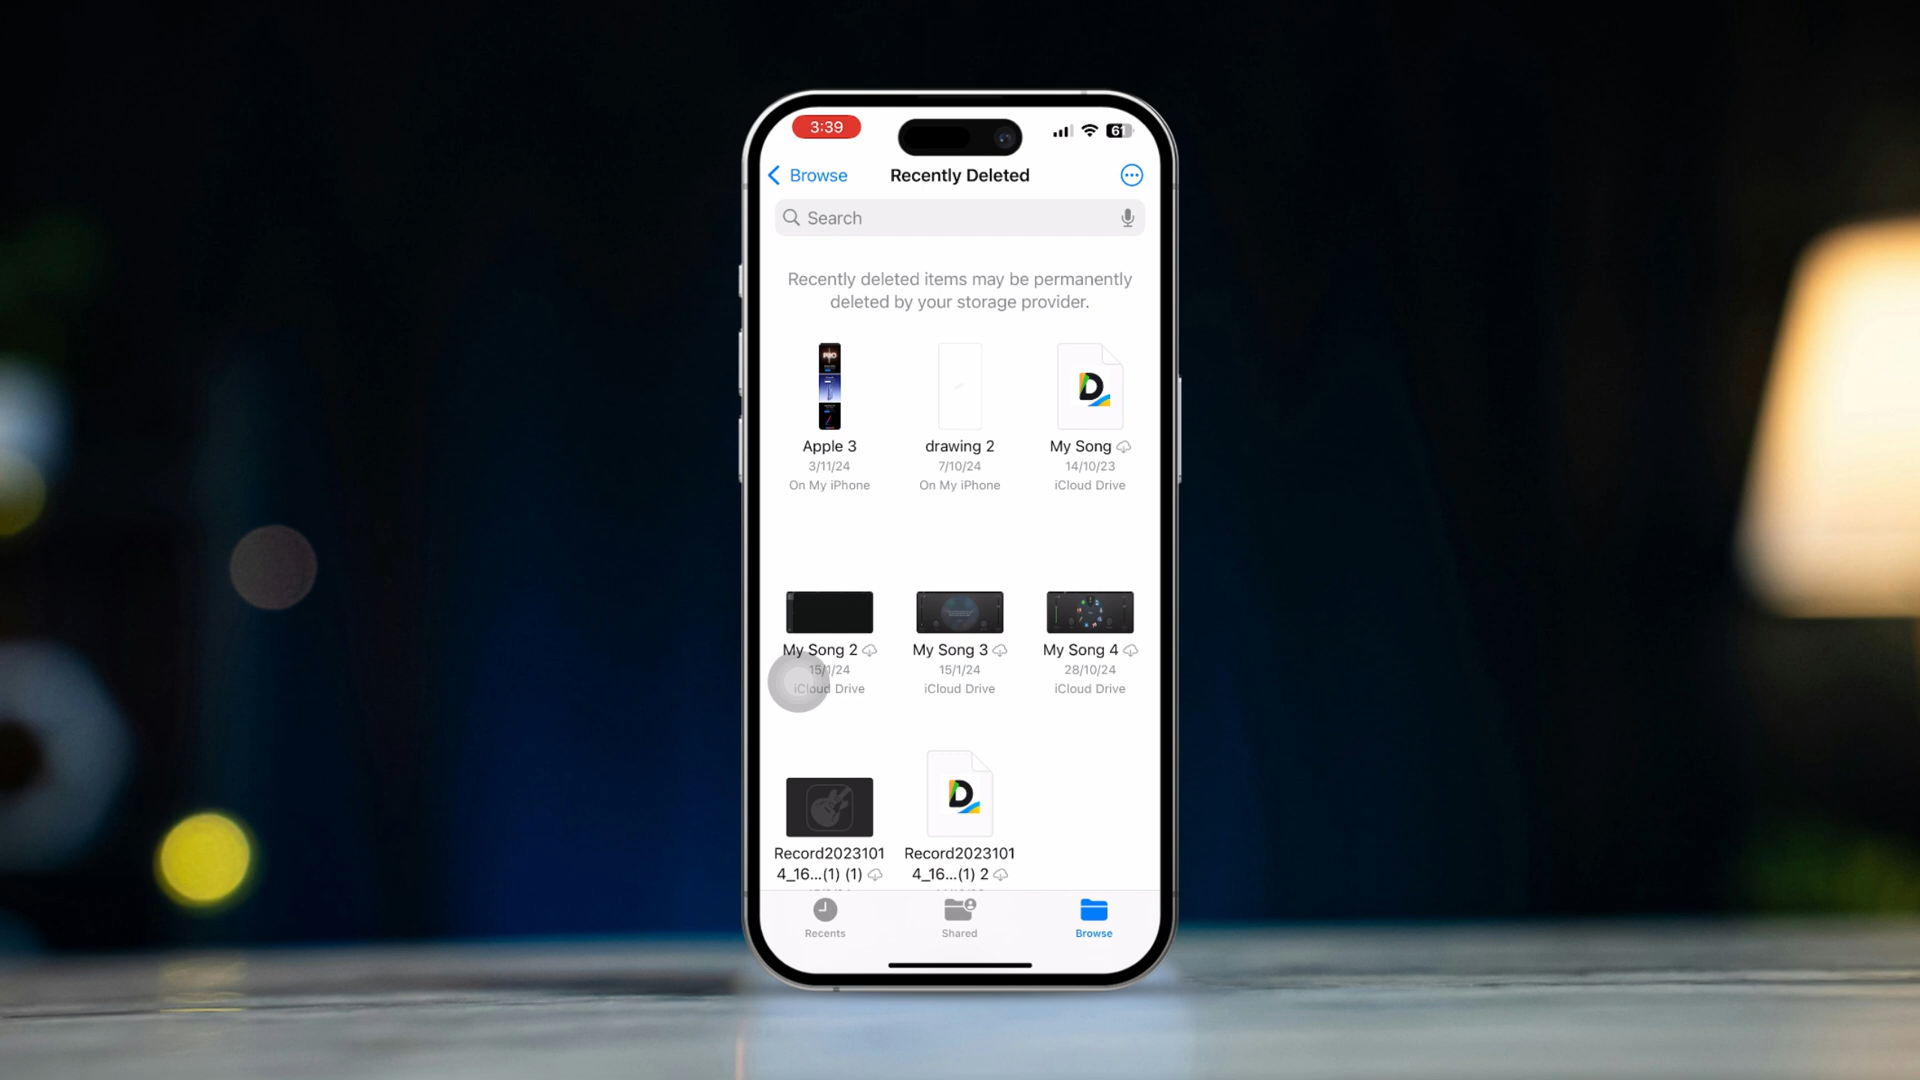 3:39
61
Browse
Recently Deleted
Search
Recently deleted items may be permanently
deleted by your storage provider.
PRO
Apple 3
3/11/24
On My iPhone
drawing 2
7/10/24
On My iPhone
My Song
14/10/23
iCloud Drive
My Song 2
15/1/24
iCloud Drive
My Song 3
15/1/24
iCloud Drive
My Song 4
28/10/24
iCloud Drive
Record2023101
4_16...(1) (1)
Record2023101
4_16...(1) 2
Recents
Shared
Browse